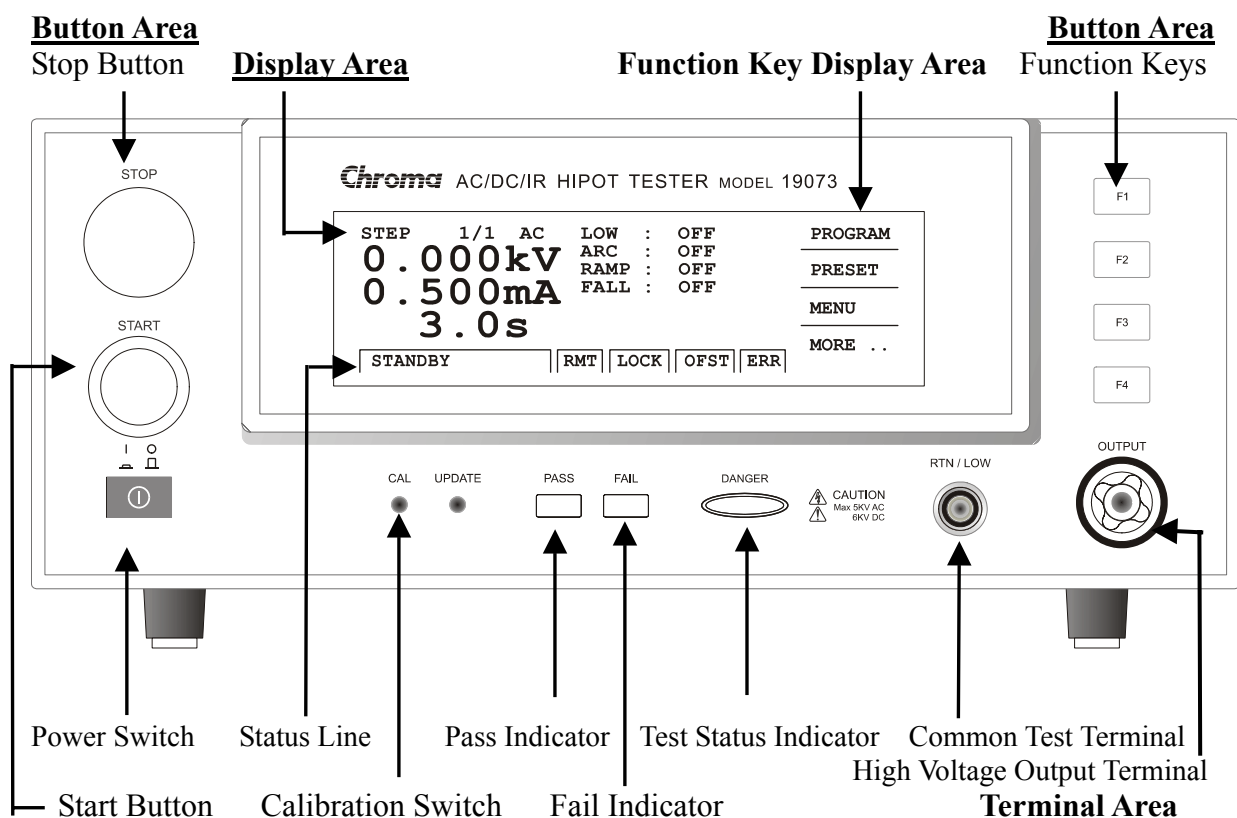 Button Area
Stop Button
Display Area
Function Key Display Area
Button Area
Function Keys
STOP
Chroma AC/DC/IR HIPOT TESTER MODEL 19073
F1
STEP 1/1 AC LOW : OFF PROGRAM
0.000kV ARC : OFF
RAMP : OFF PRESET
0.500mA FALL : OFF
F2
MENU
3.0s
F3
START
MORE ..
STANDBY RMT LOCK OFST ERR
F4
I O
CAL UPDATE PASS FAIL DANGER
CAUTION
Max 5KV AC
6KV DC
RTN / LOW
OUTPUT
Power Switch Status Line Pass Indicator Test Status Indicator Common Test Terminal
High Voltage Output Terminal
Start Button Calibration Switch Fail Indicator Terminal Area